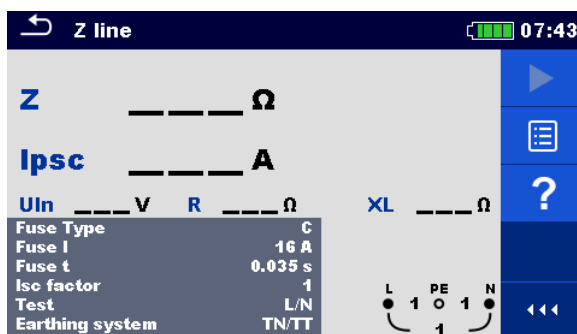 Z line 07:43
Z ___ Ω
Ipsc ___ A
Uln ___ V R ___ Ω XL ___ Ω
?
Fuse Type C
Fuse I 16 A
Fuse t 0.035 s
Isc factor 1
Test L/N
Earthing system TN/TT
L PE N
1 1
1